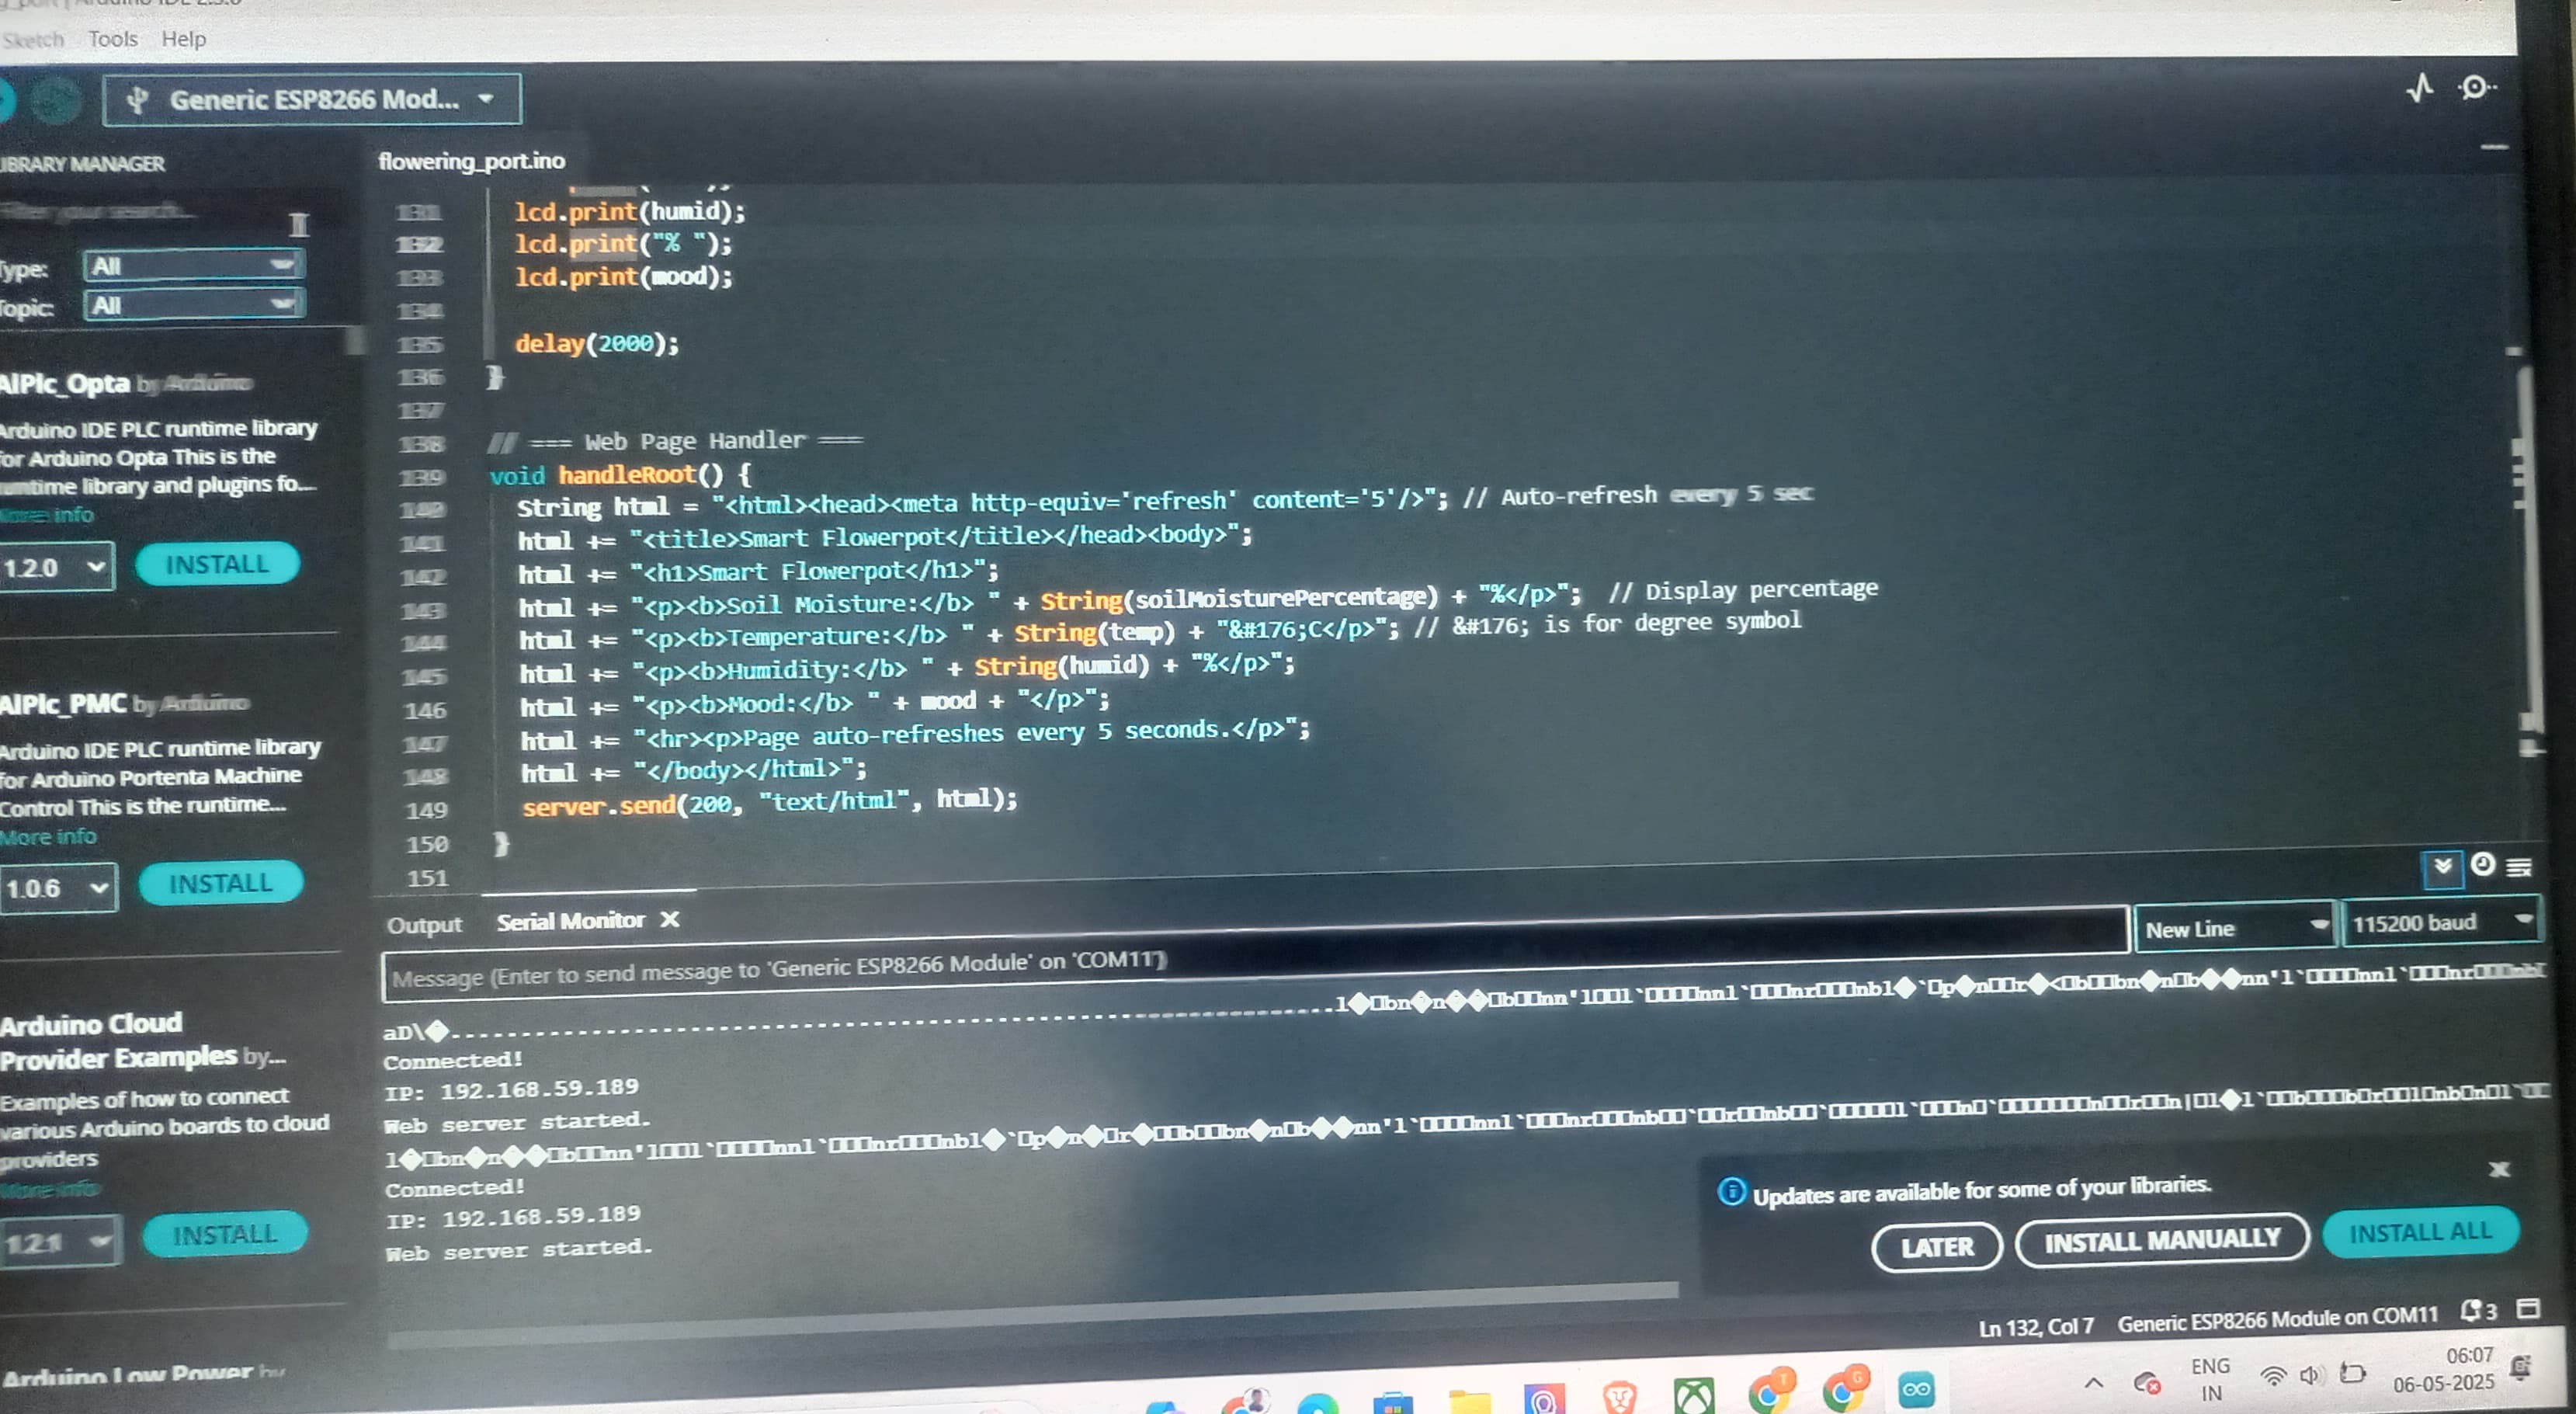 Sketch Tools Help
Generic ESP8266 Mod...
LIBRARY MANAGER
flowering_port.ino
Filter your search...
Type: All
Topic: All
AlPlc_Opta by Arduino
Arduino IDE PLC runtime library
for Arduino Opta This is the
runtime library and plugins fo...
More info
1.2.0 INSTALL
AlPlc_PMC by Arduino
Arduino IDE PLC runtime library
for Arduino Portenta Machine
Control This is the runtime...
More info
1.0.6 INSTALL
Arduino Cloud
Provider Examples by...
Examples of how to connect
various Arduino boards to cloud
providers
More info
1.2.1 INSTALL
Arduino Low Power by
131 lcd.print(humid);
132 lcd.print("% ");
133 lcd.print(mood);
134
135 delay(2000);
136 }
137
138 // === Web Page Handler ===
139 void handleRoot() {
140 String html = "<html><head><meta http-equiv='refresh' content='5'/>"; // Auto-refresh every 5 sec
141 html += "<title>Smart Flowerpot</title></head><body>";
142 html += "<h1>Smart Flowerpot</h1>";
143 html += "<p><b>Soil Moisture:</b> " + String(soilMoisturePercentage) + "%</p>"; // Display percentage
144 html += "<p><b>Temperature:</b> " + String(temp) + "&#176;C</p>"; // &#176; is for degree symbol
145 html += "<p><b>Humidity:</b> " + String(humid) + "%</p>";
146 html += "<p><b>Mood:</b> " + mood + "</p>";
147 html += "<hr><p>Page auto-refreshes every 5 seconds.</p>";
148 html += "</body></html>";
149 server.send(200, "text/html", html);
150 }
151
Output Serial Monitor X
Message (Enter to send message to 'Generic ESP8266 Module' on 'COM11')
New Line 115200 baud
Connected!
IP: 192.168.59.189
Web server started.
Connected!
IP: 192.168.59.189
Web server started.
Updates are available for some of your libraries.
LATER INSTALL MANUALLY INSTALL ALL
Ln 132, Col 7 Generic ESP8266 Module on COM11 3
ENG
IN
06:07
06-05-2025